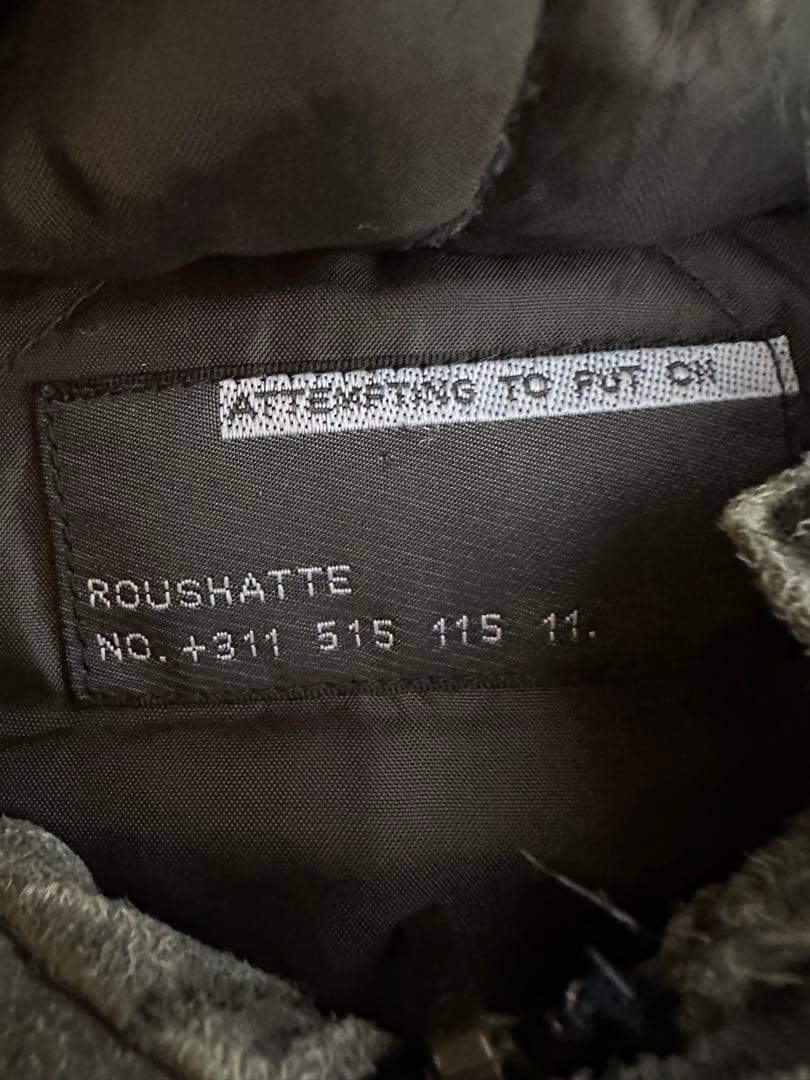 ATTEMPTING TO PUT ON
ROUSHATTE
NO. +311 515 115 11.